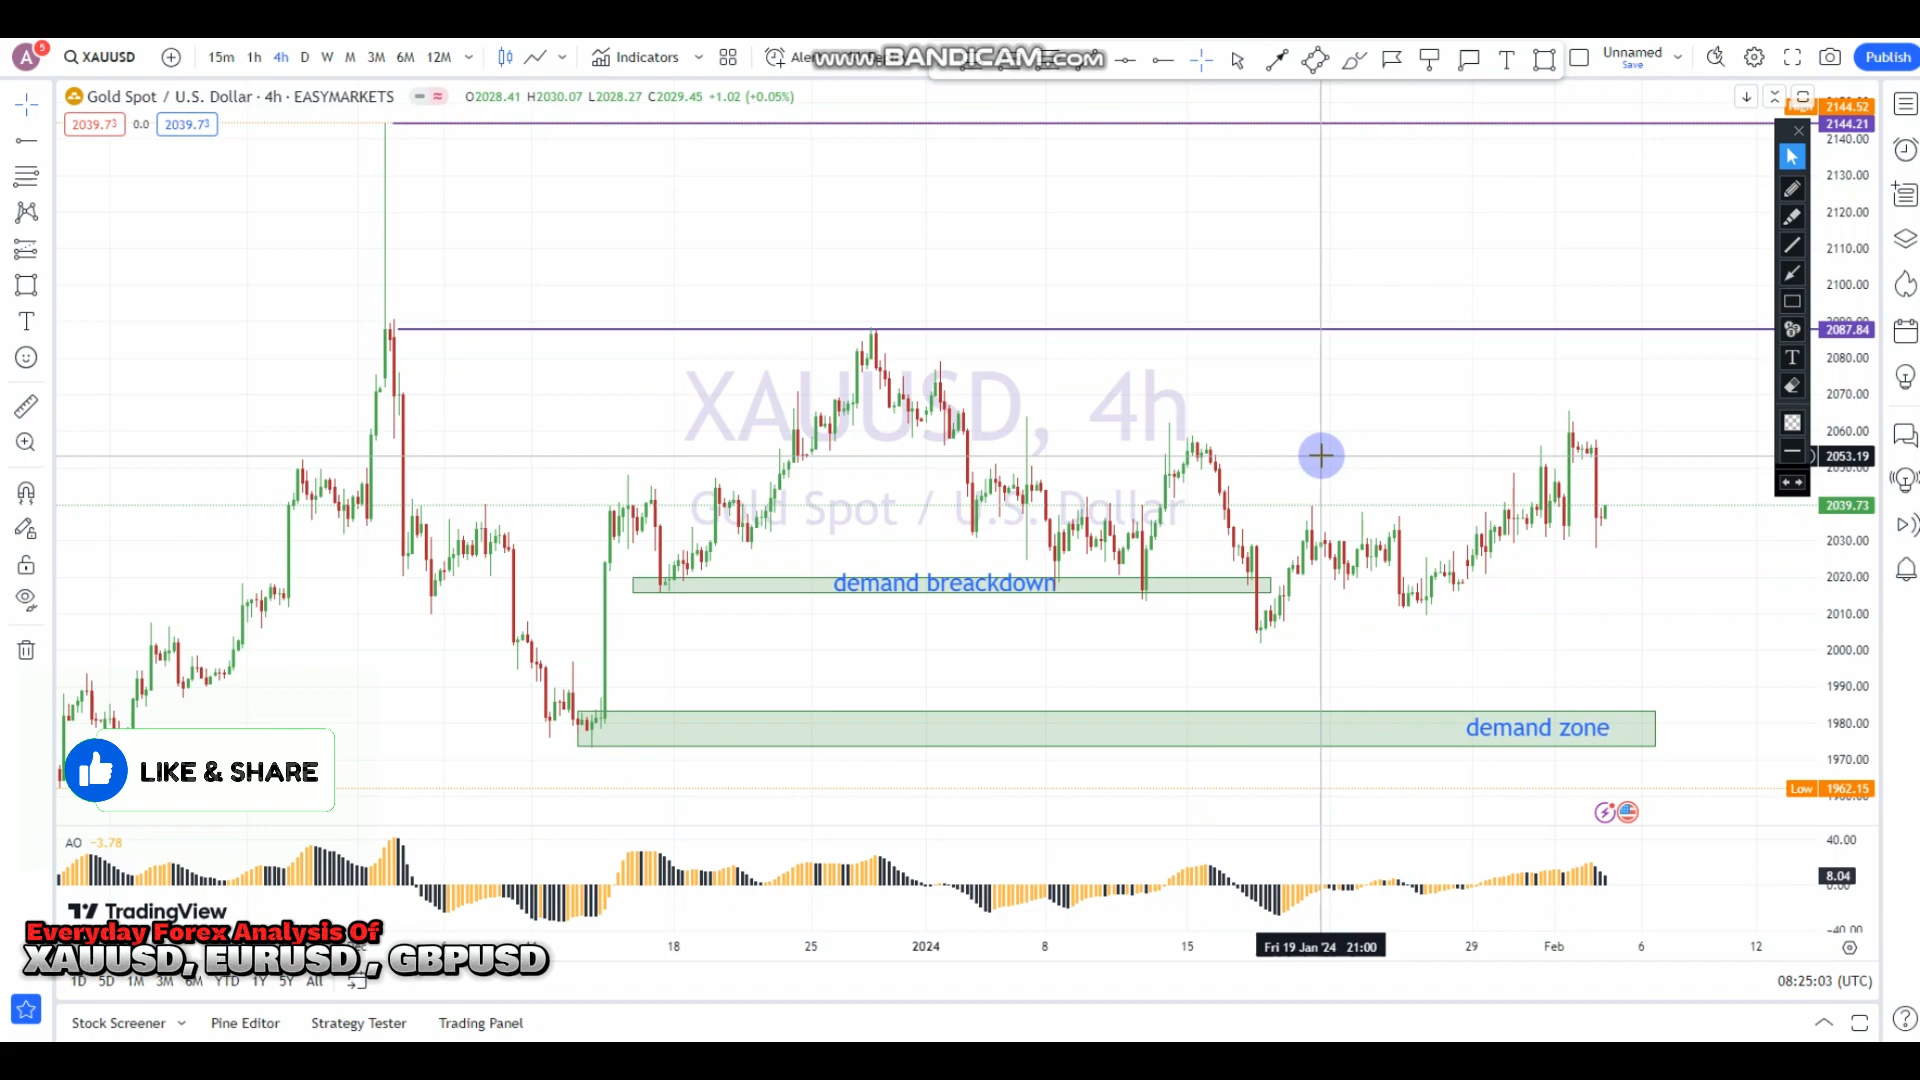 A 5 XAUUSD 15m 1h 4h D W M 3M 6M 12M Indicators Ale www.BANDICAM.com T Unnamed Save Publish
Gold Spot / U.S. Dollar · 4h · EASYMARKETS O2028.41 H2030.07 L2028.27 C2029.45 +1.02 (+0.05%)
2039.73 0.0 2039.73
2144.52
2144.21
2140.00
2130.00
2120.00
2110.00
2100.00
2087.84
2080.00
2070.00
2060.00
2053.19
2039.73
2030.00
2020.00
2010.00
2000.00
1990.00
1980.00
1970.00
Low 1962.15
XAUUSD, 4h
Gold Spot / U.S. Dollar
demand breackdown
demand zone
LIKE & SHARE
AO -3.78
40.00
8.04
0.00
-40.00
TradingView
Everyday Forex Analysis Of
XAUUSD, EURUSD , GBPUSD
18 25 2024 8 15 Fri 19 Jan '24 21:00 29 Feb 6 12
1D 5D 1M 3M 6M YTD 1Y 5Y All 08:25:03 (UTC)
Stock Screener Pine Editor Strategy Tester Trading Panel